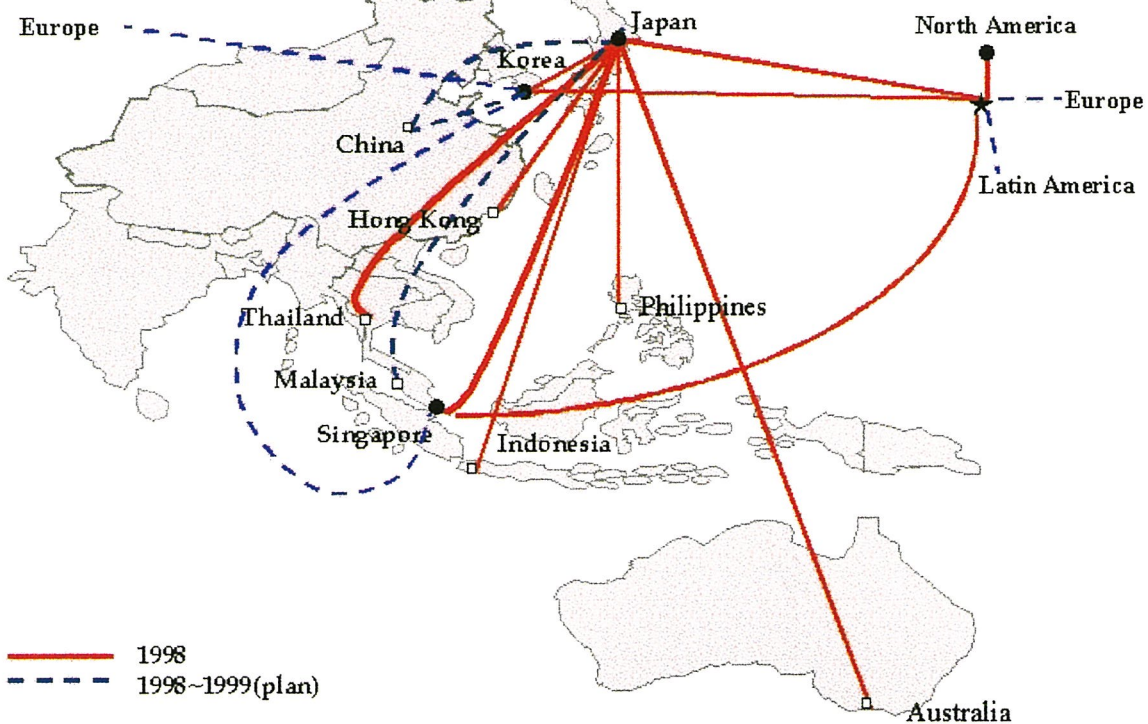 Japan
North America
Europe
Korea
Europe
China
Latin America
Hong Kong
Thailand
Philippines
Malaysia
Singapore
Indonesia
1998
1998~1999(plan)
Australia